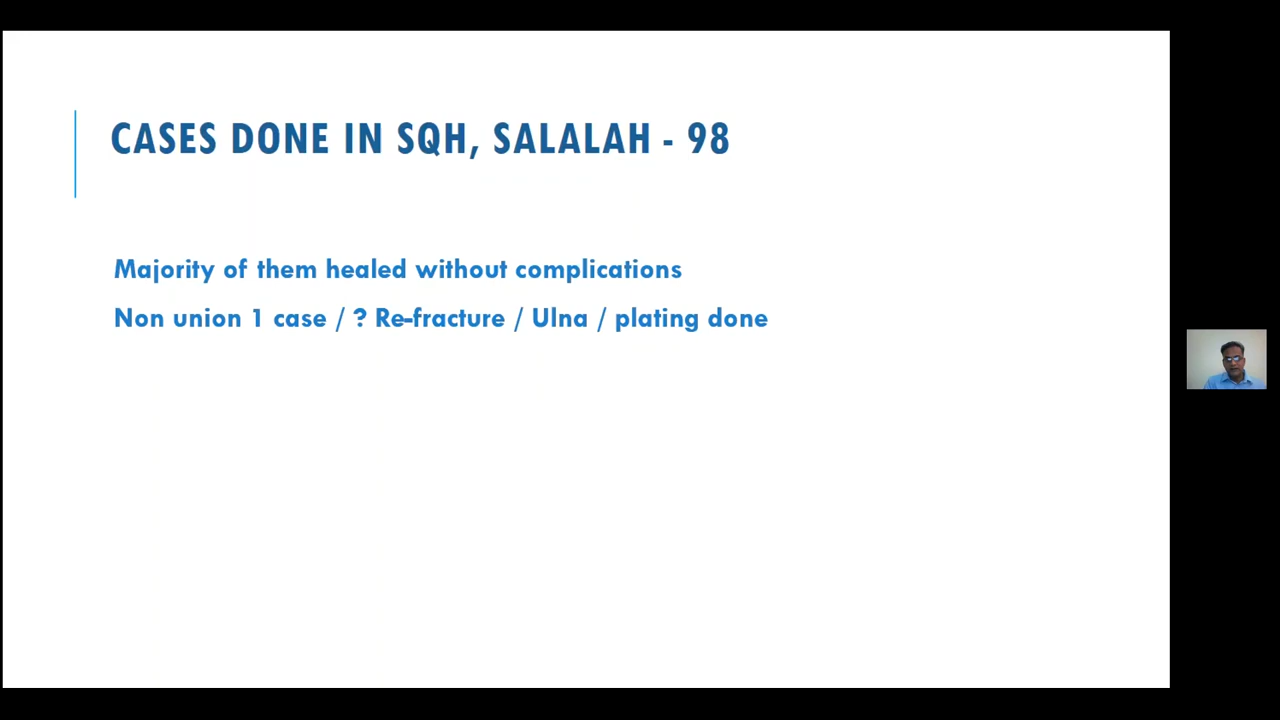 CASES DONE IN SQH, SALALAH - 98
Majority of them healed without complications
Non union 1 case / ? Re-fracture / Ulna / plating done